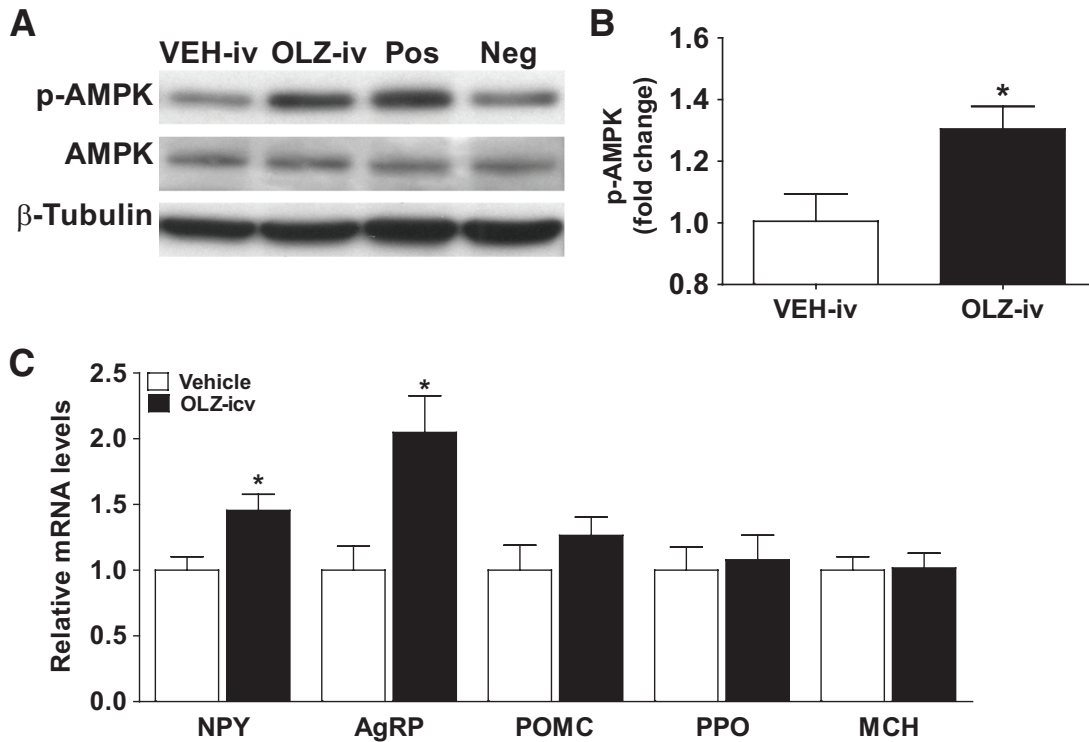 A
VEH-iv OLZ-iv Pos Neg
p-AMPK
AMPK
β-Tubulin
B
p-AMPK
(fold change)
1.6
1.4
1.2
1.0
0.8
VEH-iv OLZ-iv
*
C
Relative mRNA levels
2.5
2.0
1.5
1.0
0.5
0.0
Vehicle
OLZ-icv
*
*
NPY AgRP POMC PPO MCH